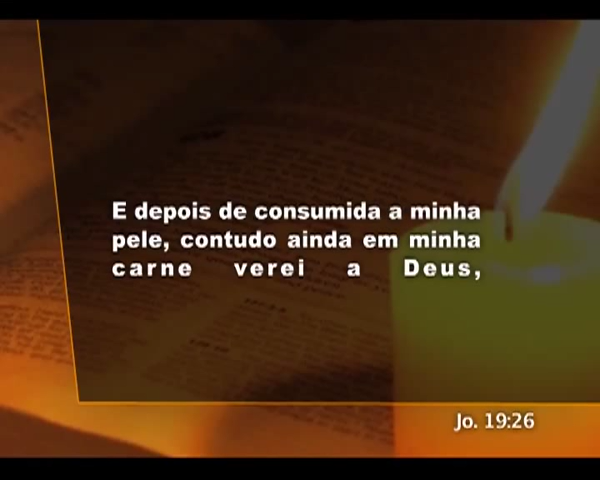 E depois de consumida a minha
pele, contudo ainda em minha
carne verei a Deus,
Jo. 19:26